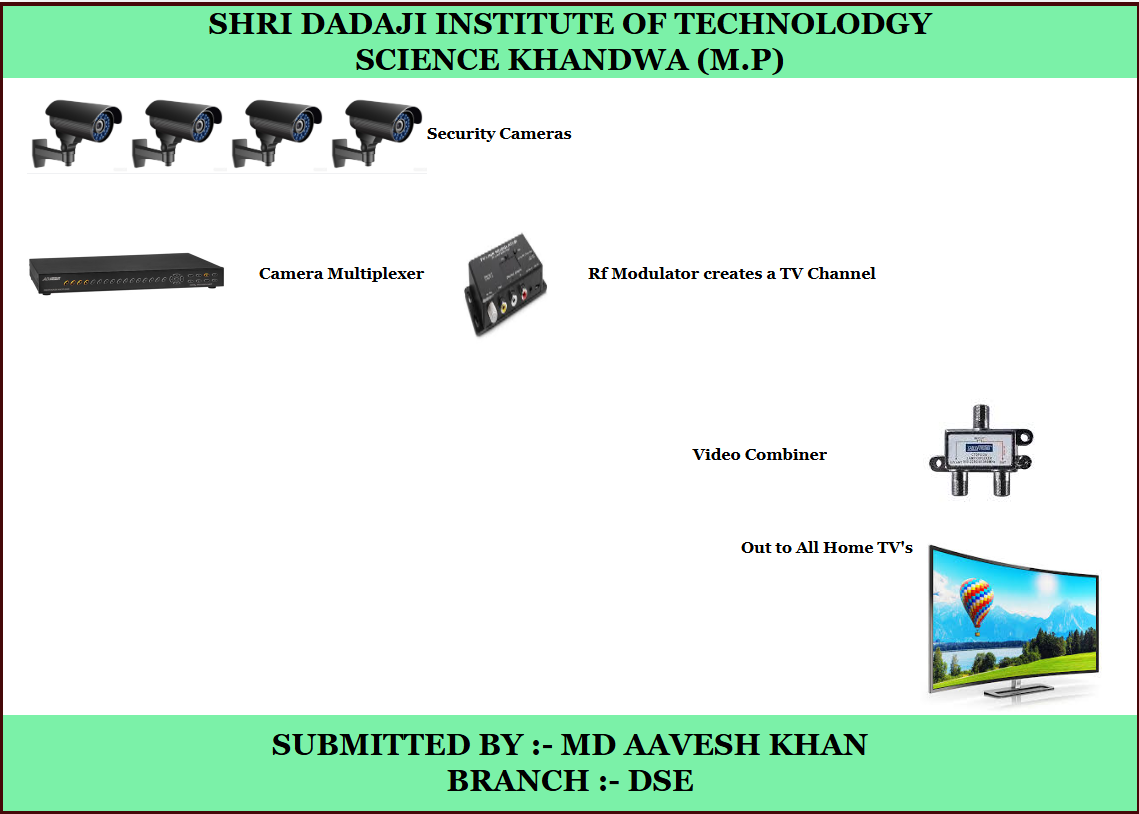 SHRI DADAJI INSTITUTE OF TECHNOLODGY
SCIENCE KHANDWA (M.P)
Security Cameras
Camera Multiplexer
Rf Modulator creates a TV Channel
Video Combiner
Out to All Home TV's
SUBMITTED BY :- MD AAVESH KHAN
BRANCH :- DSE